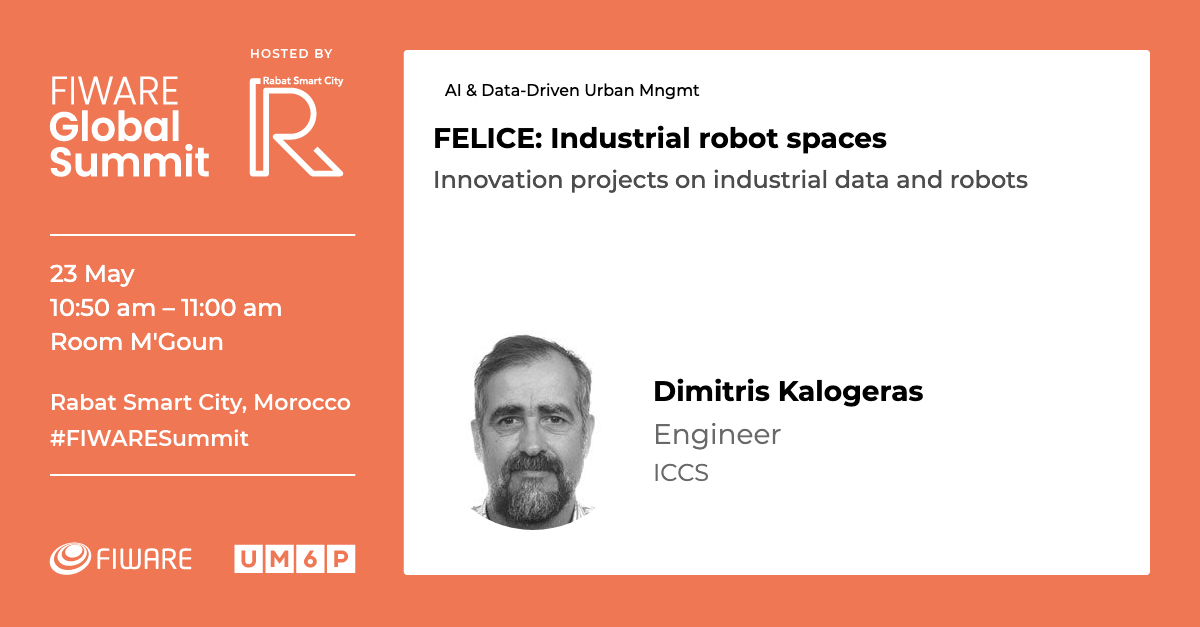 HOSTED BY
FIWARE
Global
Summit
Rabat Smart City
R
23 May
10:50 am – 11:00 am
Room M'Goun
Rabat Smart City, Morocco
#FIWARESummit
FIWARE
UM6P
AI & Data-Driven Urban Mngmt
FELICE: Industrial robot spaces
Innovation projects on industrial data and robots
Dimitris Kalogeras
Engineer
ICCS